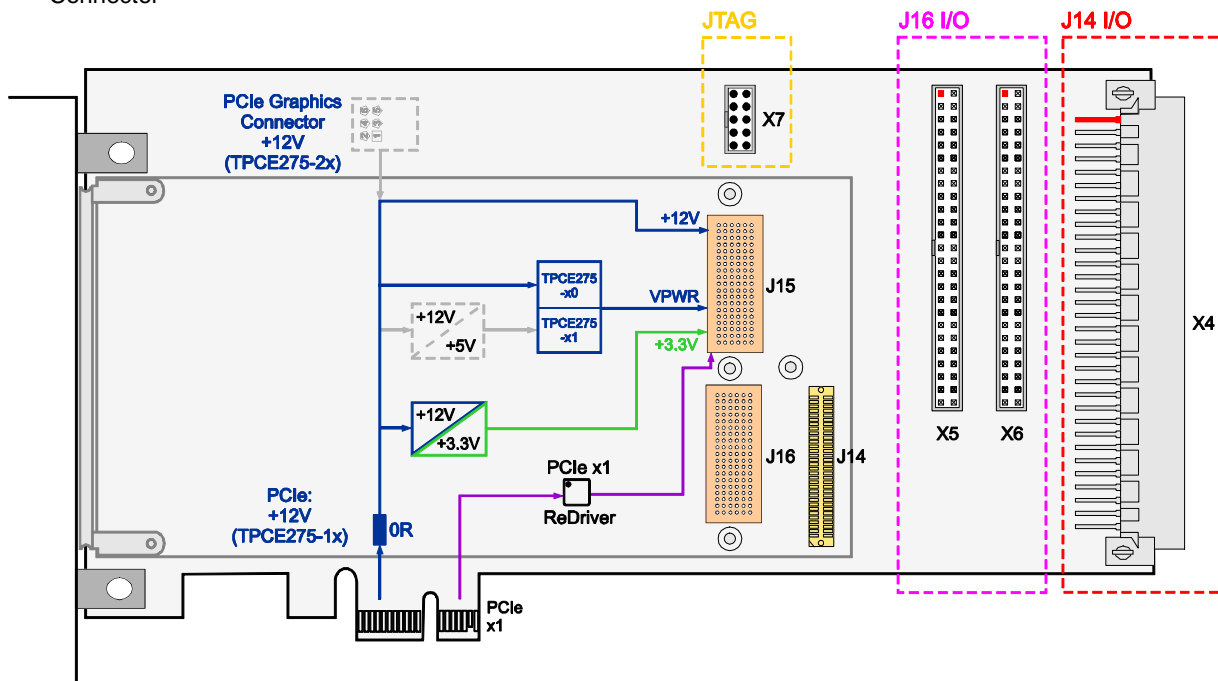 Connector
JTAG
J16 I/O
J14 I/O
PCIe Graphics
Connector
+12V
(TPCE275-2x)
X7
+12V
TPCE275
-x0
J15
VPWR
+12V
+5V
TPCE275
-x1
+3.3V
X4
+12V
+3.3V
X5
X6
PCIe x1
J16
J14
ReDriver
PCIe:
+12V
(TPCE275-1x)
0R
PCIe
x1